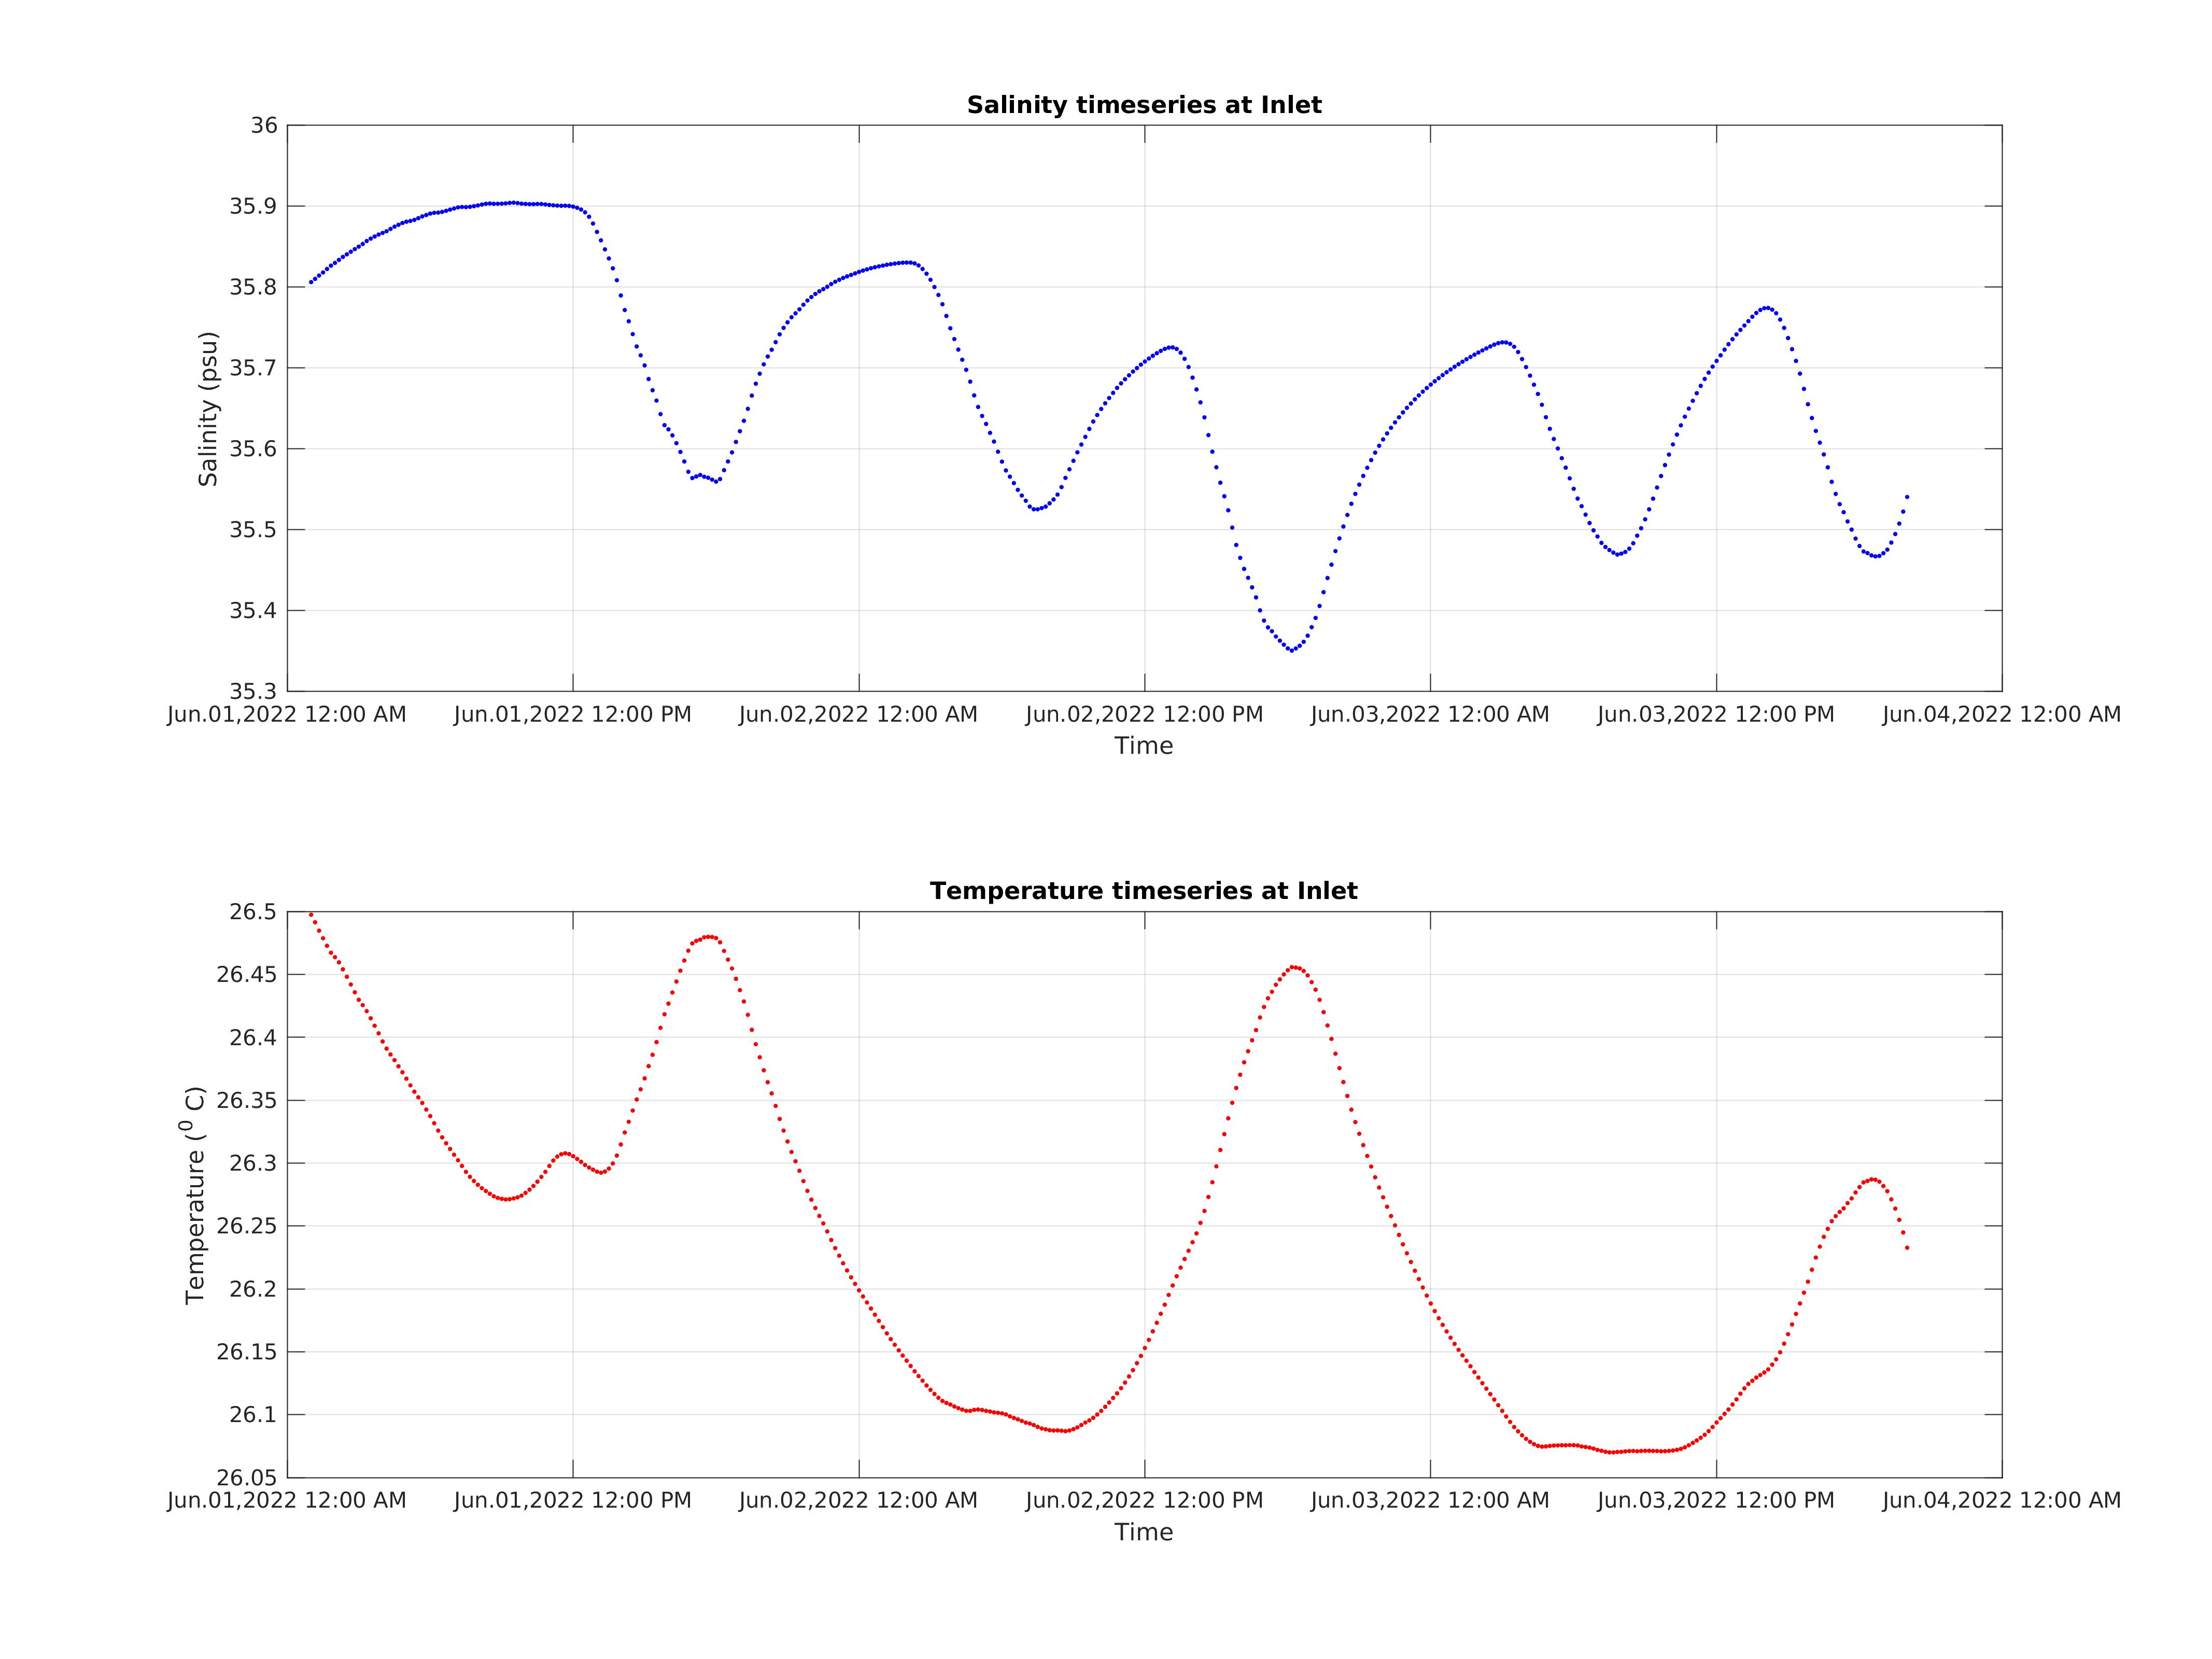 Salinity timeseries at Inlet
36
35.9
35.8
35.7
35.6
35.5
35.4
35.3
Salinity (psu)
Jun.01,2022 12:00 AM Jun.01,2022 12:00 PM Jun.02,2022 12:00 AM Jun.02,2022 12:00 PM Jun.03,2022 12:00 AM Jun.03,2022 12:00 PM Jun.04,2022 12:00 AM
Time
Temperature timeseries at Inlet
26.5
26.45
26.4
26.35
26.3
26.25
26.2
26.15
26.1
26.05
Temperature (⁰ C)
Jun.01,2022 12:00 AM Jun.01,2022 12:00 PM Jun.02,2022 12:00 AM Jun.02,2022 12:00 PM Jun.03,2022 12:00 AM Jun.03,2022 12:00 PM Jun.04,2022 12:00 AM
Time